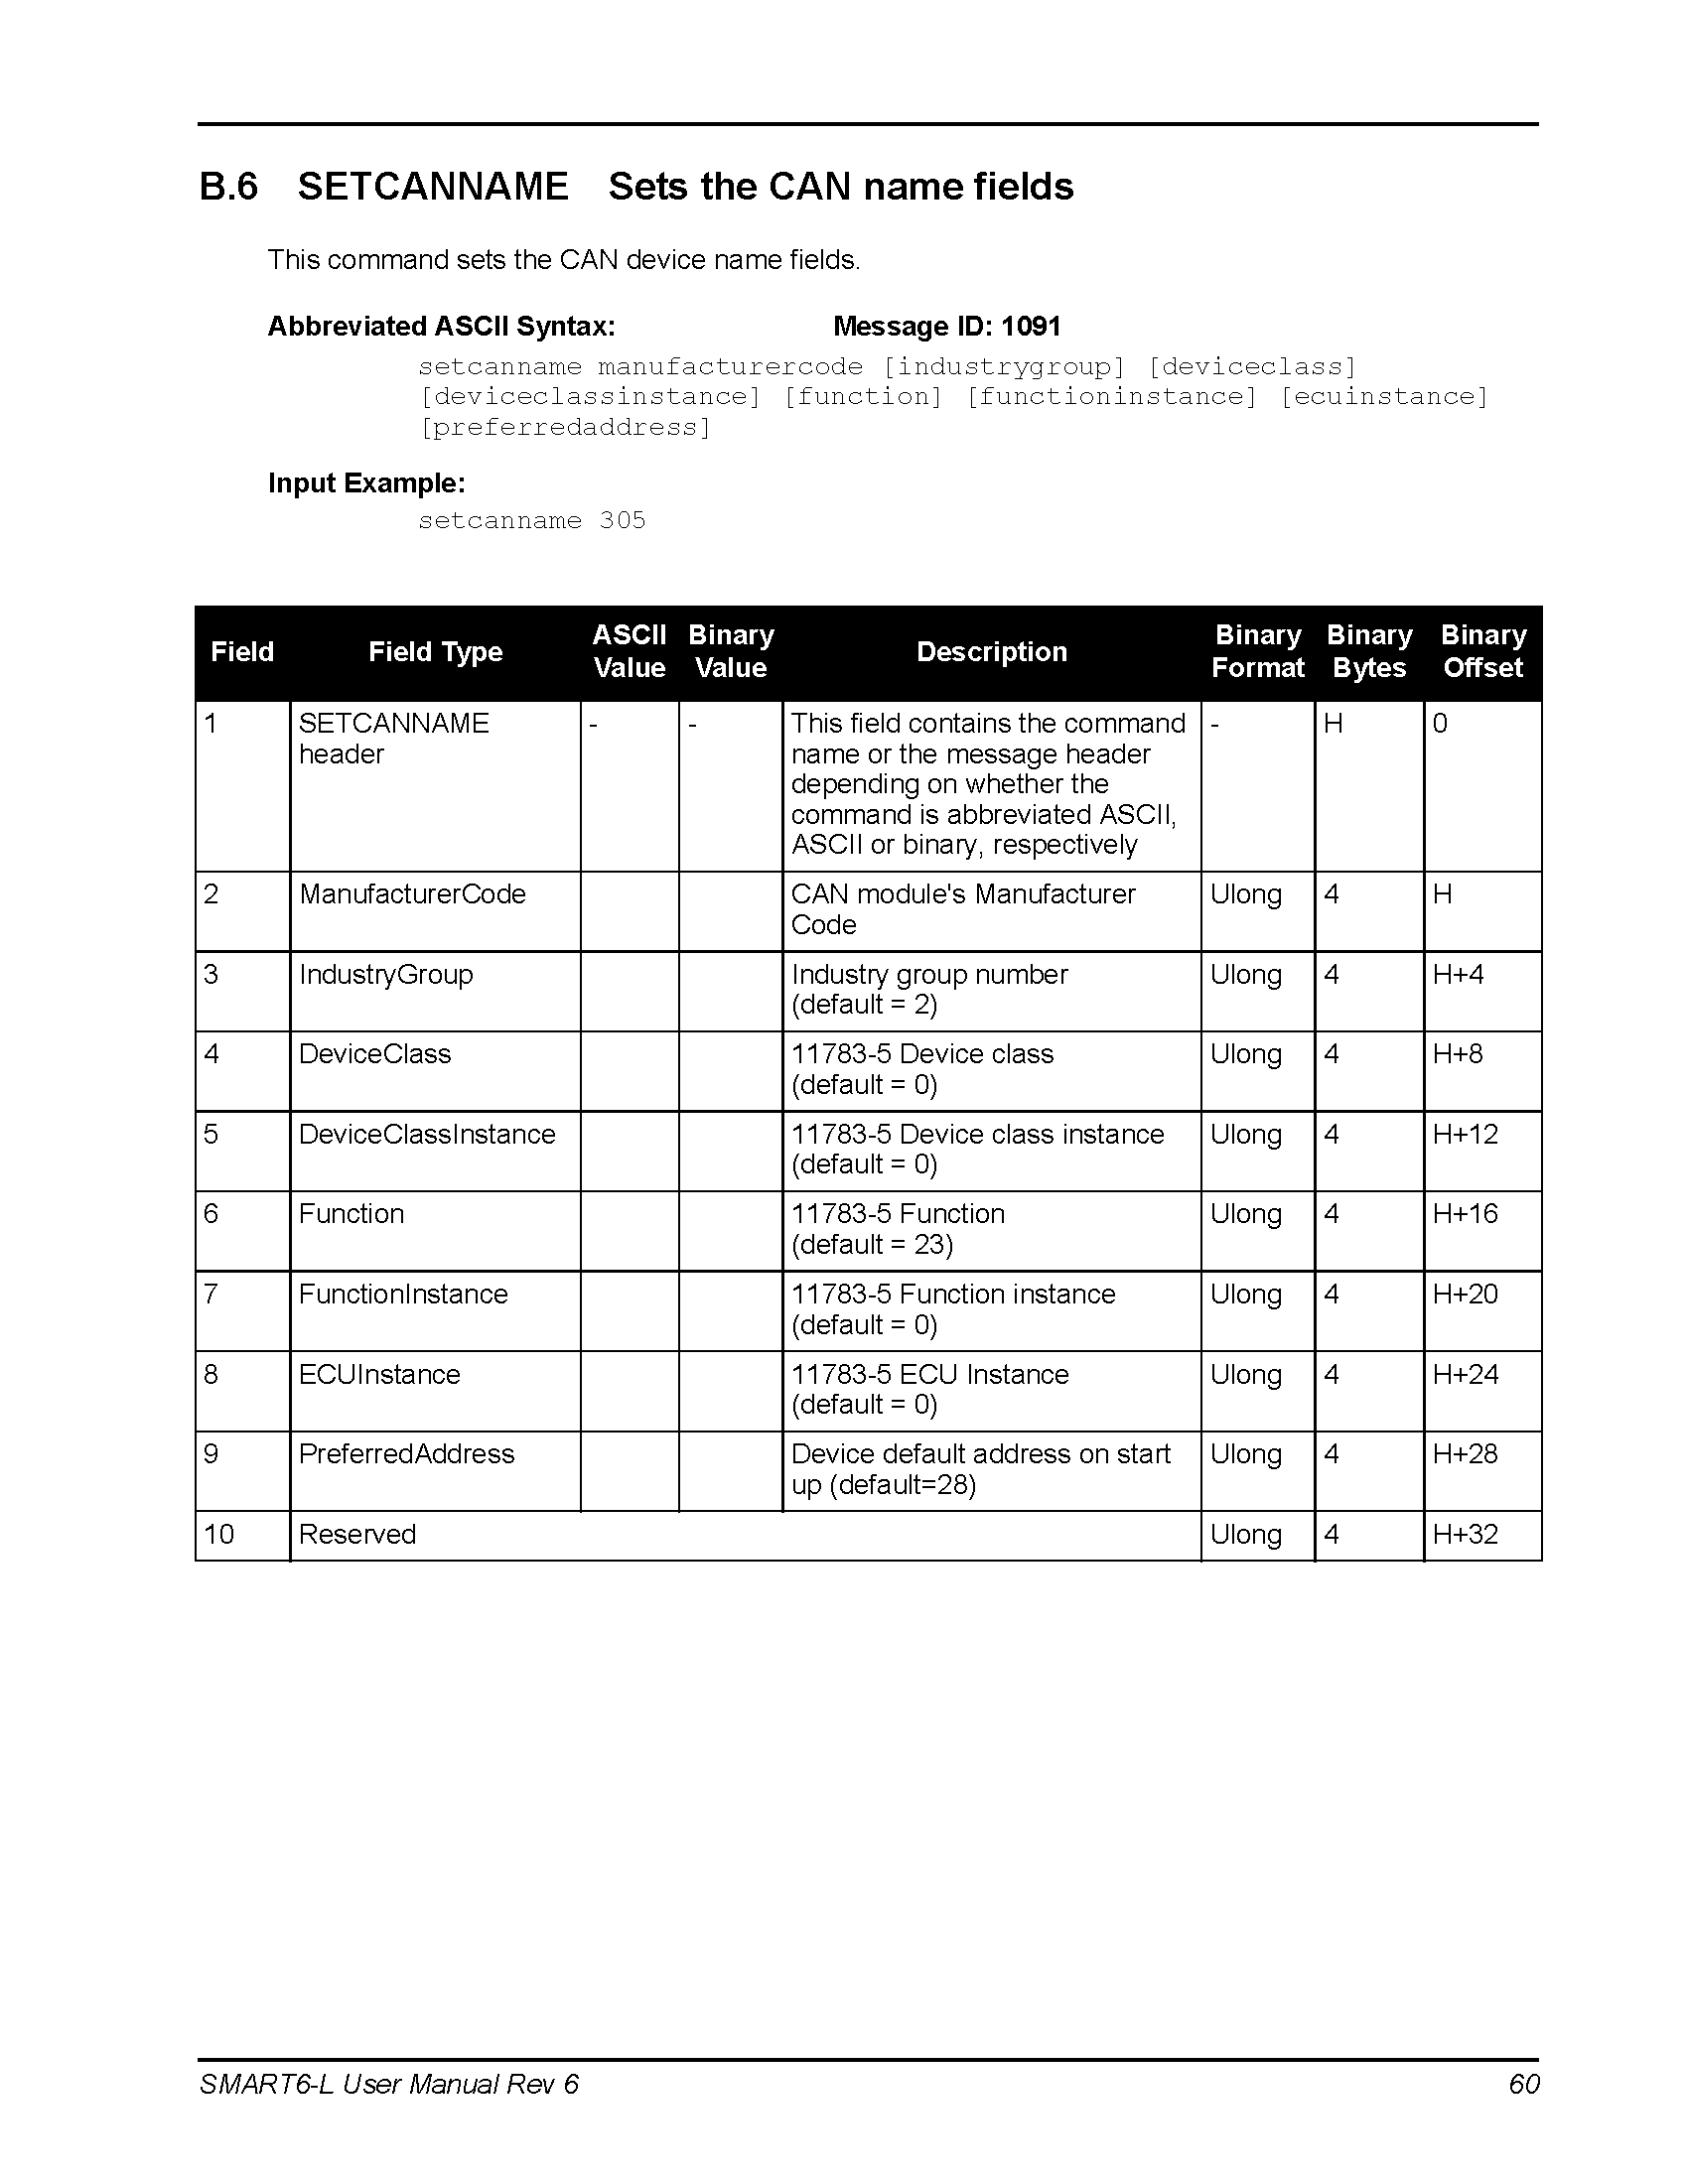 B.6 SETCANNAME Sets the CAN name fields
This command sets the CAN device name fields.
Abbreviated ASCII Syntax: Message ID: 1091
setcanname manufacturercode [industrygroup] [deviceclass]
[deviceclassinstance] [function] [functioninstance] [ecuinstance]
[preferredaddress]
Input Example:
setcanname 305
Field Field Type ASCII Value Binary Value Description Binary Format Binary Bytes Binary Offset
1 SETCANNAME header - - This field contains the command name or the message header depending on whether the command is abbreviated ASCII, ASCII or binary, respectively - H 0
2 ManufacturerCode CAN module's Manufacturer Code Ulong 4 H
3 IndustryGroup Industry group number (default = 2) Ulong 4 H+4
4 DeviceClass 11783-5 Device class (default = 0) Ulong 4 H+8
5 DeviceClassInstance 11783-5 Device class instance (default = 0) Ulong 4 H+12
6 Function 11783-5 Function (default = 23) Ulong 4 H+16
7 FunctionInstance 11783-5 Function instance (default = 0) Ulong 4 H+20
8 ECUInstance 11783-5 ECU Instance (default = 0) Ulong 4 H+24
9 PreferredAddress Device default address on start up (default=28) Ulong 4 H+28
10 Reserved Ulong 4 H+32
SMART6-L User Manual Rev 6 60